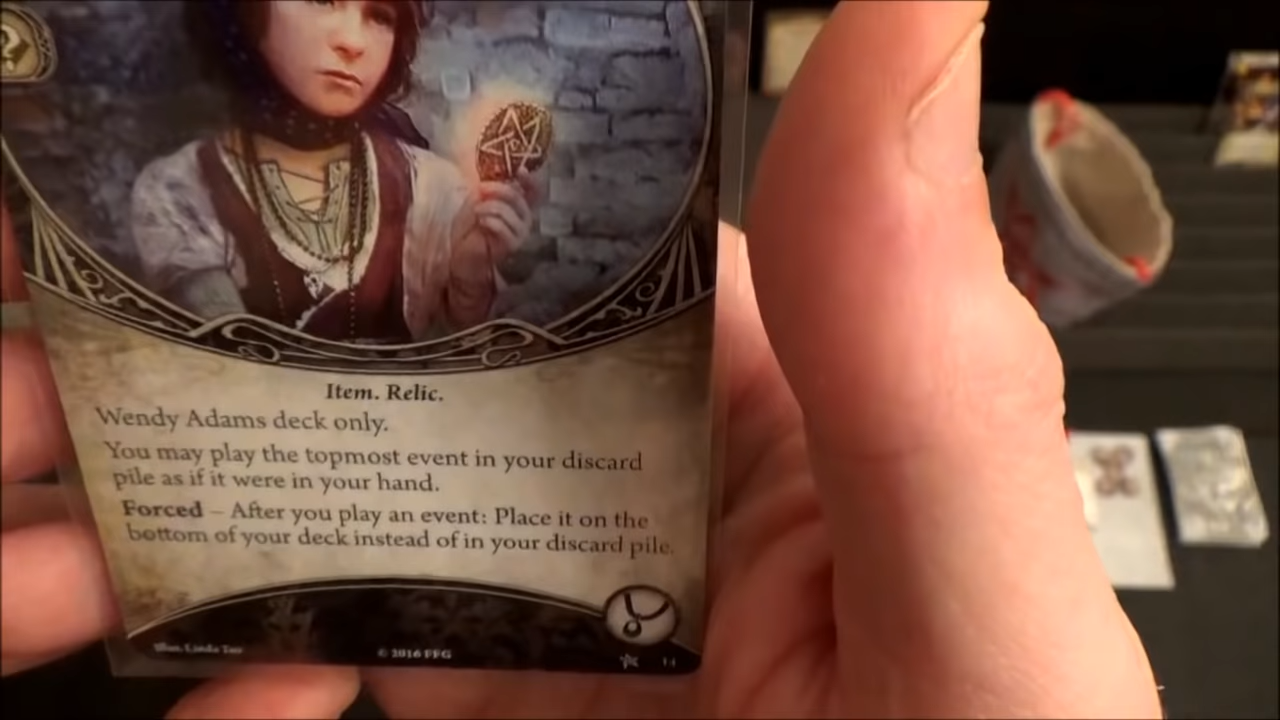 Item. Relic.
Wendy Adams deck only.
You may play the topmost event in your discard
pile as if it were in your hand.
Forced – After you play an event: Place it on the
bottom of your deck instead of in your discard pile.
Illus. Linda Tso
© 2016 FFG
14